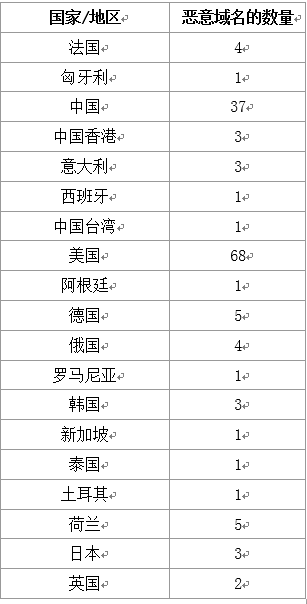 国家/地区 恶意域名的数量
法国 4
匈牙利 1
中国 37
中国香港 3
意大利 3
西班牙 1
中国台湾 1
美国 68
阿根廷 1
德国 5
俄国 4
罗马尼亚 1
韩国 3
新加坡 1
泰国 1
土耳其 1
荷兰 5
日本 3
英国 2